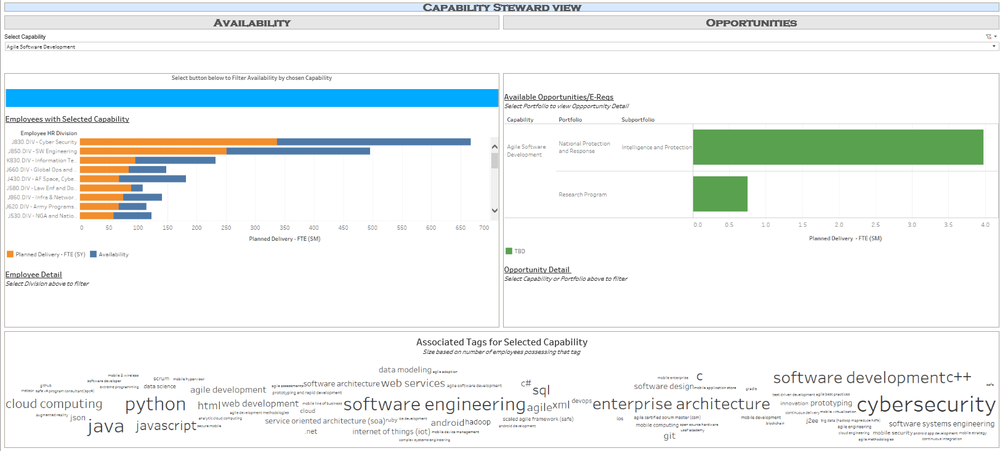 CAPABILITY STEWARD VIEW
AVAILABILITY
OPPORTUNITIES
Select Capability
Agile Software Development
Select button below to Filter Availability by chosen Capability
Employees with Selected Capability
Employee HR Division
J830.DIV - Cyber Security
J850.DIV - SW Engineering
K830.DIV - Information Te..
J660.DIV - Global Ops and ..
J430.DIV - AF Space, Cybe..
J580.DIV - Law Enf and Do..
J860.DIV - Infra & Networ..
J620.DIV - Army Programs..
J530.DIV - NGA and Natio..
0 50 100 150 200 250 300 350 400 450 500 550 600 650 700
Planned Delivery - FTE (SM)
Planned Delivery - FTE (SY) Availability
Employee Detail
Select Division above to filter
Available Opportunities/E-Reqs
Select Portfolio to view Oppportunity Detail
Capability Portfolio Subportfolio
Agile Software Development
National Protection and Response
Intelligence and Protection
Research Program
0.0 0.5 1.0 1.5 2.0 2.5 3.0 3.5 4.0
Planned Delivery - FTE (SM)
TBD
Opportunity Detail
Select Capability or Portfolio above to filter
Associated Tags for Selected Capability
Size based on number of employees possessing that tag
data modeling agile adoption
mobile & wireless
software developer
scrum mobile hypervisor
github
extreme programming data science
meteor safe v4 program consultant(spc4)
agile development
agile assessments software architecture web services agile software development
prototyping and rapid development
c# sql
mobile enterprise c
software design mobile application store gradle
software development c++
safe
test driven development agile best practices
cloud computing python html web development
mobile line of business software engineering agile xml devops enterprise architecture
innovation prototyping cybersecurity
augmented reality json
agile development methodologies
cloud
analytic cloud computing
continuous delivery mobile virtualization
java javascript secure mobile
service oriented architecture (soa) ruby ios development
android hadoop
scaled agile framework (safe)
android development
ios agile certified scrum master (csm)
mobile computing open source hardware
usaf academy
git
mobile development
blockchain
j2ee big data (hadoop mapreduce hdfs)
software systems engineering
agile engineering
.net internet of things (iot) mobile device management
complex systems engineering
cloud engineering mobile security android app development mobile strategy
agile methodologies continuous integration